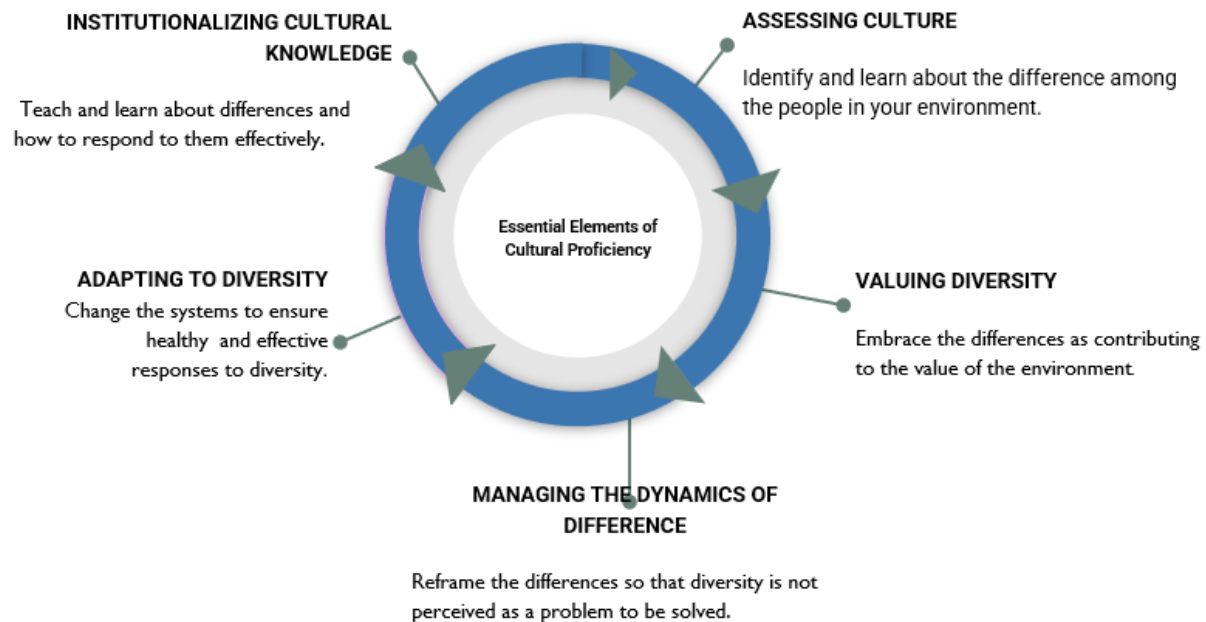 INSTITUTIONALIZING CULTURAL
KNOWLEDGE
Teach and learn about differences and
how to respond to them effectively.
ASSESSING CULTURE
Identify and learn about the difference among
the people in your environment.
Essential Elements of
Cultural Proficiency
ADAPTING TO DIVERSITY
Change the systems to ensure
healthy and effective
responses to diversity.
VALUING DIVERSITY
Embrace the differences as contributing
to the value of the environment
MANAGING THE DYNAMICS OF
DIFFERENCE
Reframe the differences so that diversity is not
perceived as a problem to be solved.